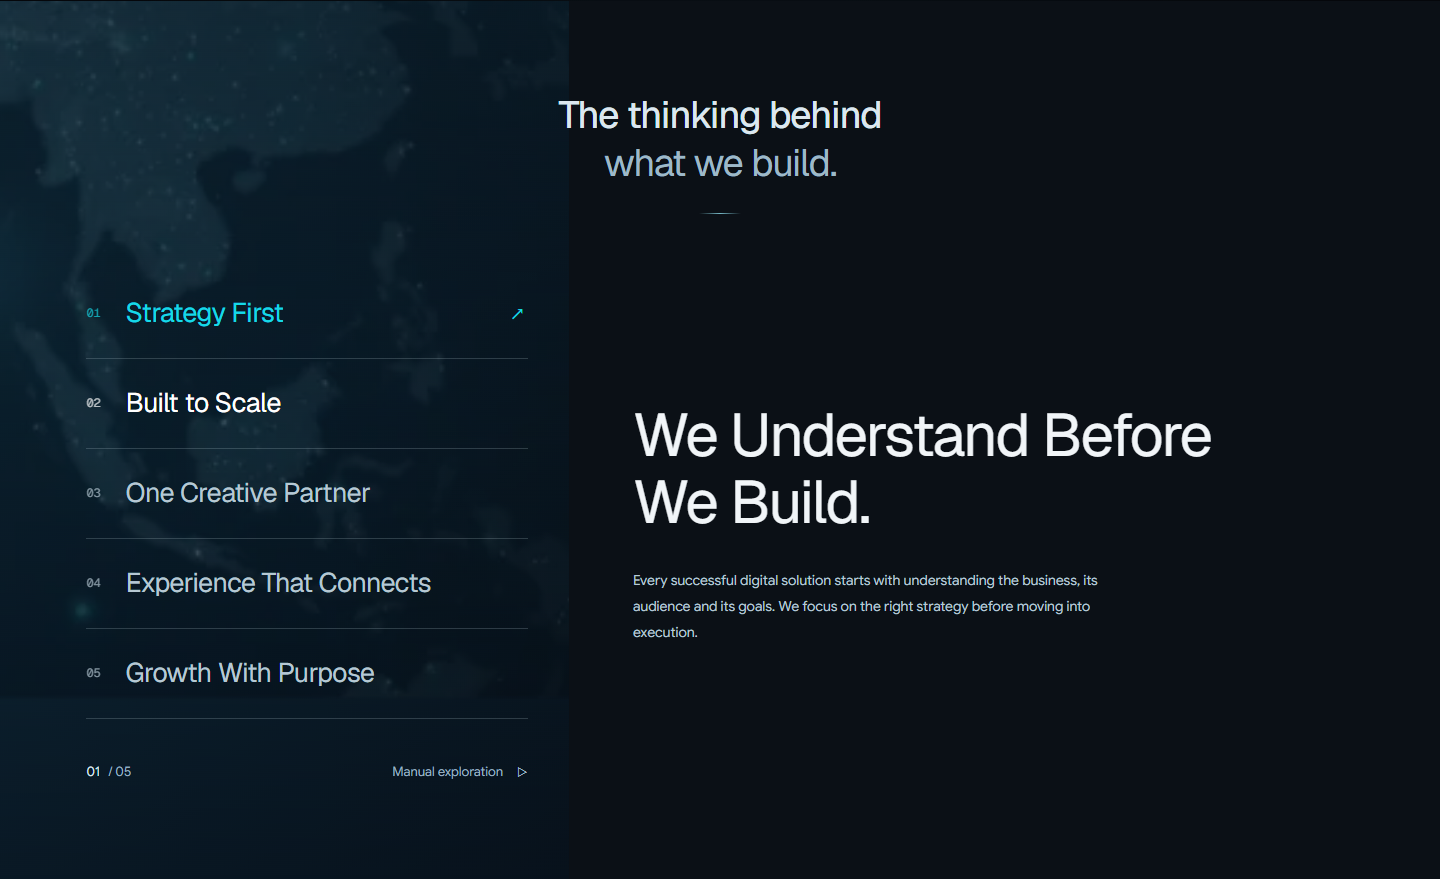 The thinking behind
what we build.
01 Strategy First ↗
02 Built to Scale
03 One Creative Partner
04 Experience That Connects
05 Growth With Purpose
01 / 05 Manual exploration ▷
We Understand Before
We Build.
Every successful digital solution starts with understanding the business, its
audience and its goals. We focus on the right strategy before moving into
execution.